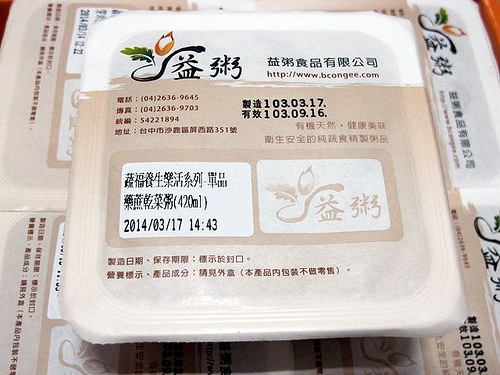 益粥
益粥食品有限公司
http://www.bcongee.com
電話：(04)2636-9645
傳真：(04)2636-9703
統編：54221894
地址：台中市沙鹿區屏西路351號
製造103.03.17.
有效103.09.16.
有機天然·健康美味
衛生安全的純蔬食精製粥品
蔬福養生樂活系列-單品
藥蔗乾菜粥(420ml)
2014/03/17 14:43
益粥
製造日期、保存期限：標示於封口。
營養標示、產品成分：請見外盒（本產品內包裝不做零售）。